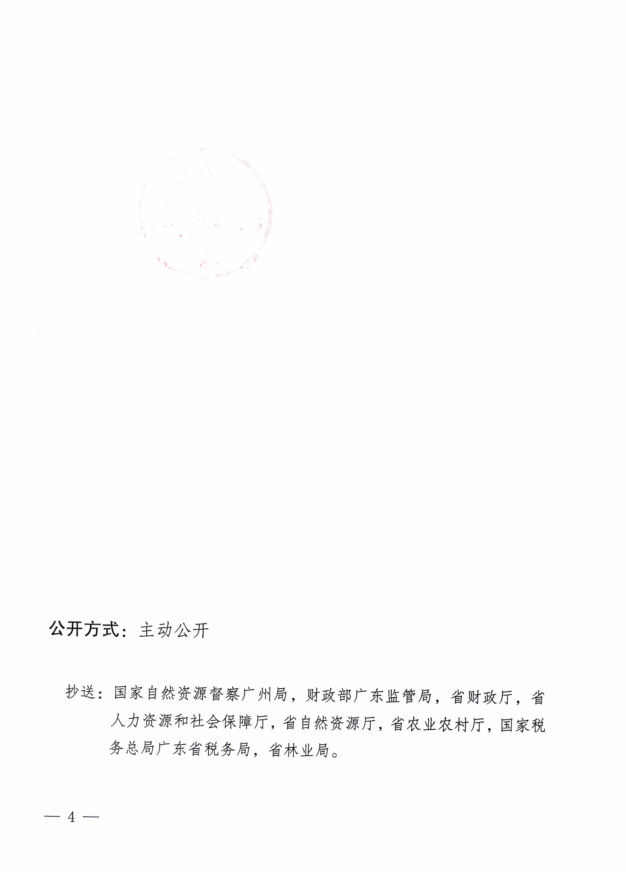 公开方式：主动公开
抄送：国家自然资源督察广州局，财政部广东监管局，省财政厅，省
人力资源和社会保障厅，省自然资源厅，省农业农村厅，国家税
务总局广东省税务局，省林业局。
— 4 —